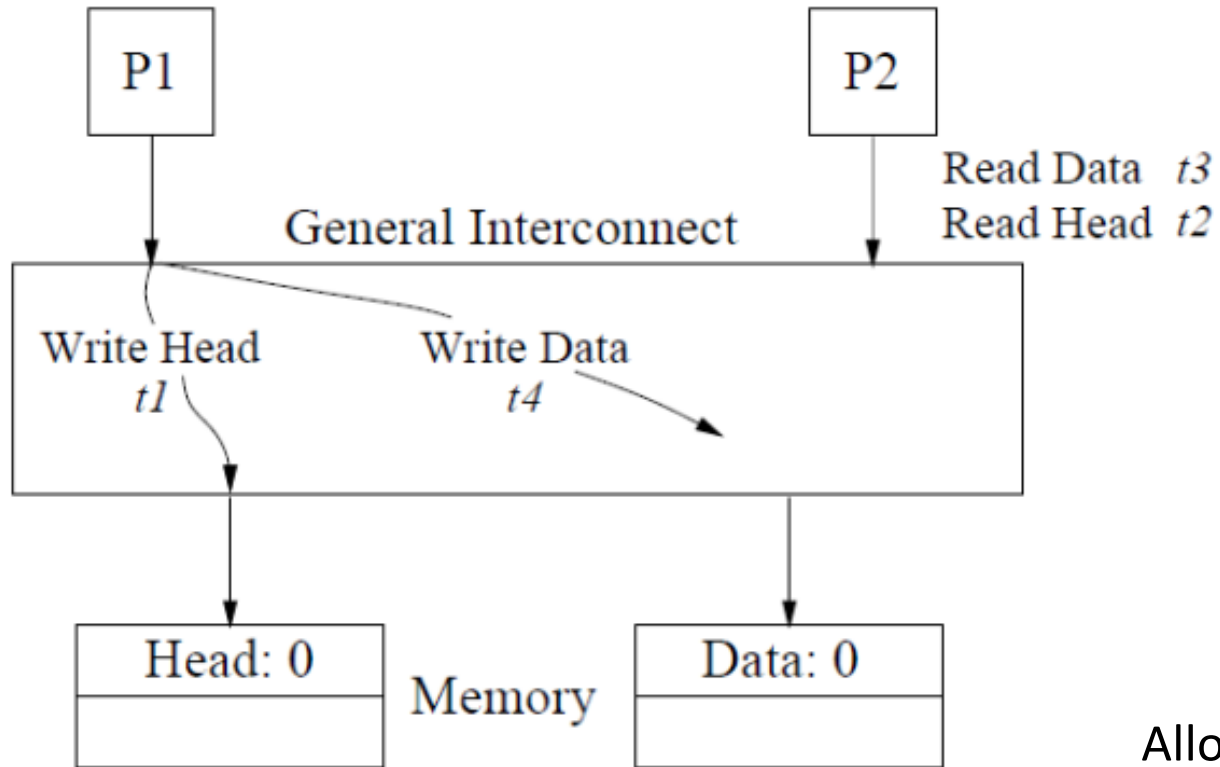 P1
P2
Read Data t3
Read Head t2
General Interconnect
Write Head
t1
Write Data
t4
Head: 0
Memory
Data: 0
Allo